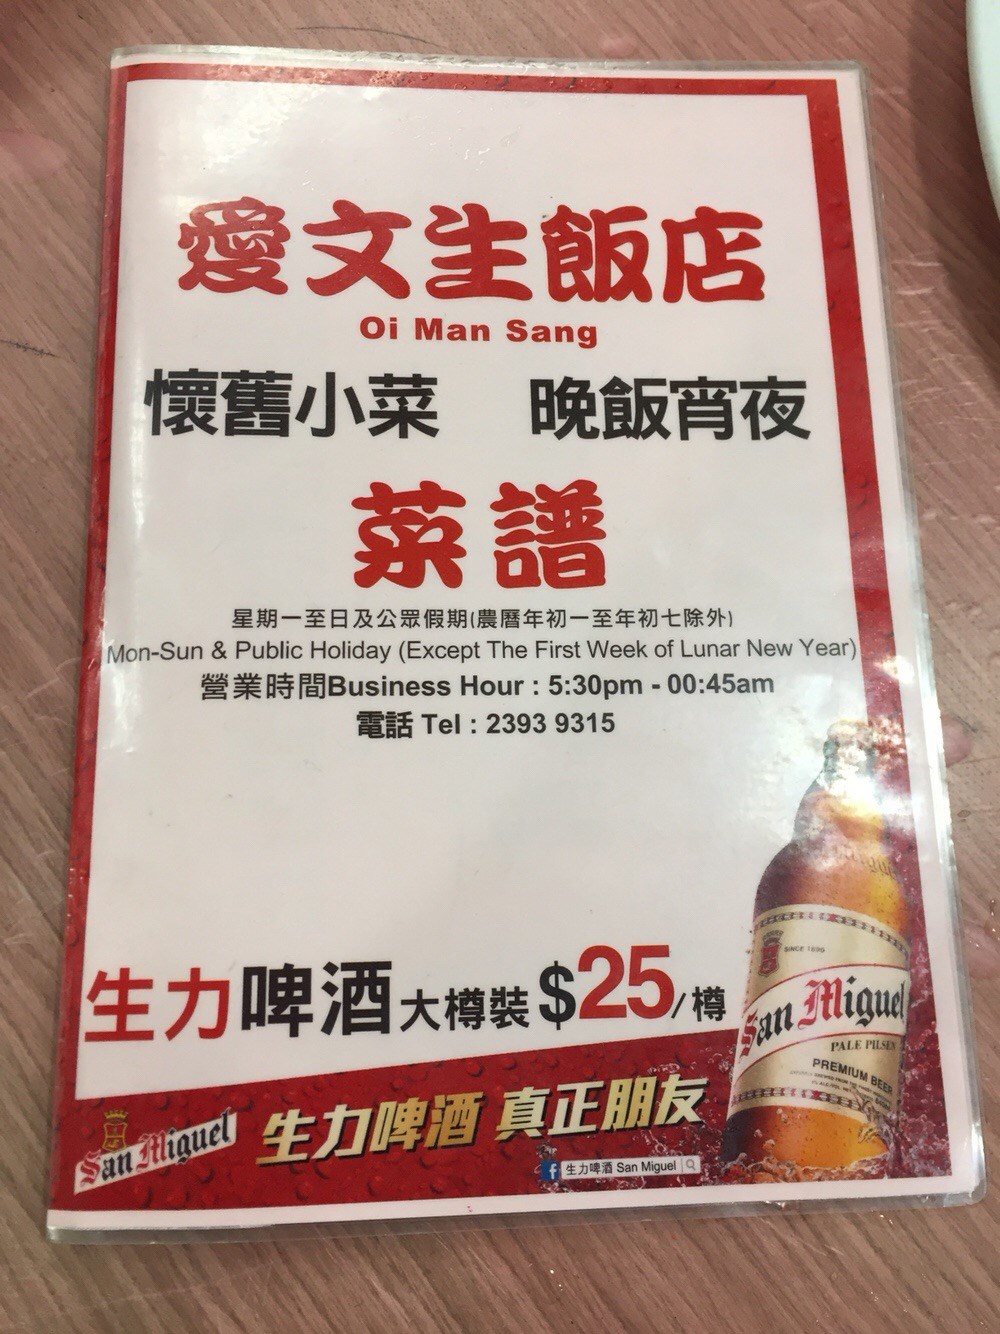 愛文生飯店
Oi Man Sang
懷舊小菜 晚飯宵夜
菜譜
星期一至日及公眾假期(農曆年初一至年初七除外)
Mon-Sun & Public Holiday (Except The First Week of Lunar New Year)
營業時間Business Hour : 5:30pm - 00:45am
電話 Tel : 2393 9315
生力啤酒大樽裝 $25/樽
SINCE 1890
San Miguel
PALE PILSEN
PREMIUM BEER
San Miguel
生力啤酒 真正朋友
f 生力啤酒 San Miguel